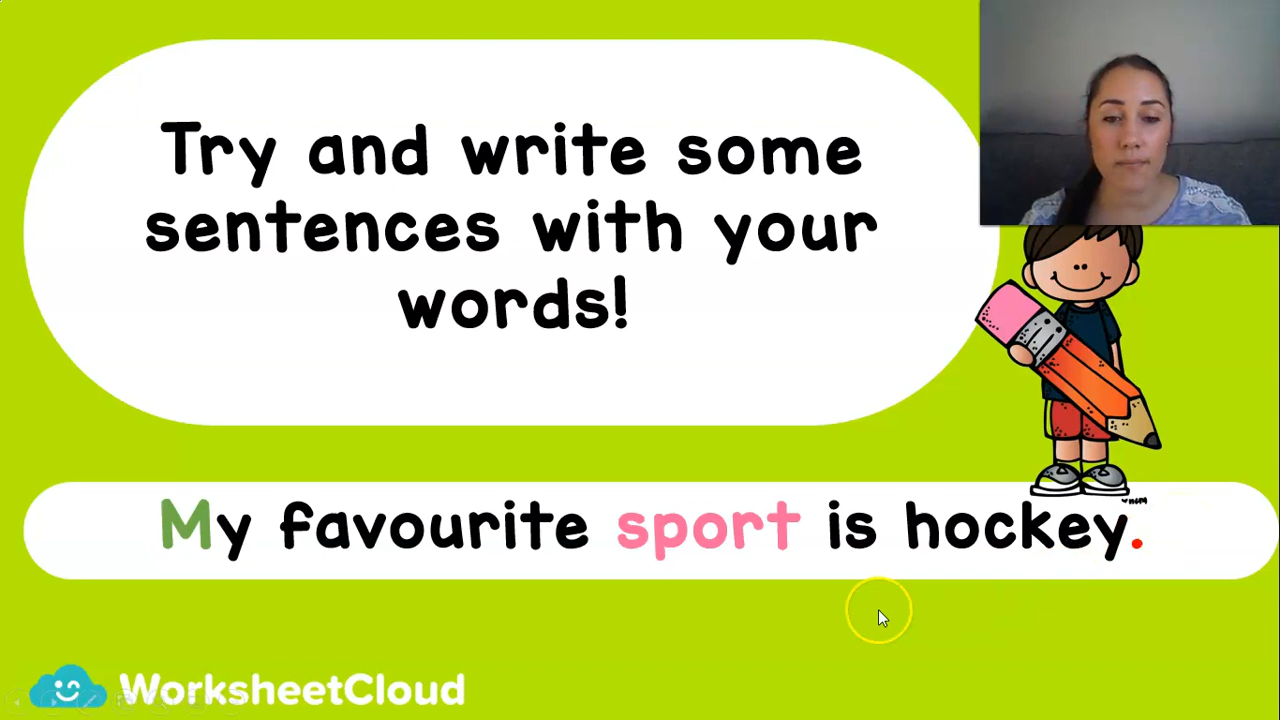 Try and write some
sentences with your
words!
My favourite sport is hockey.
WorksheetCloud